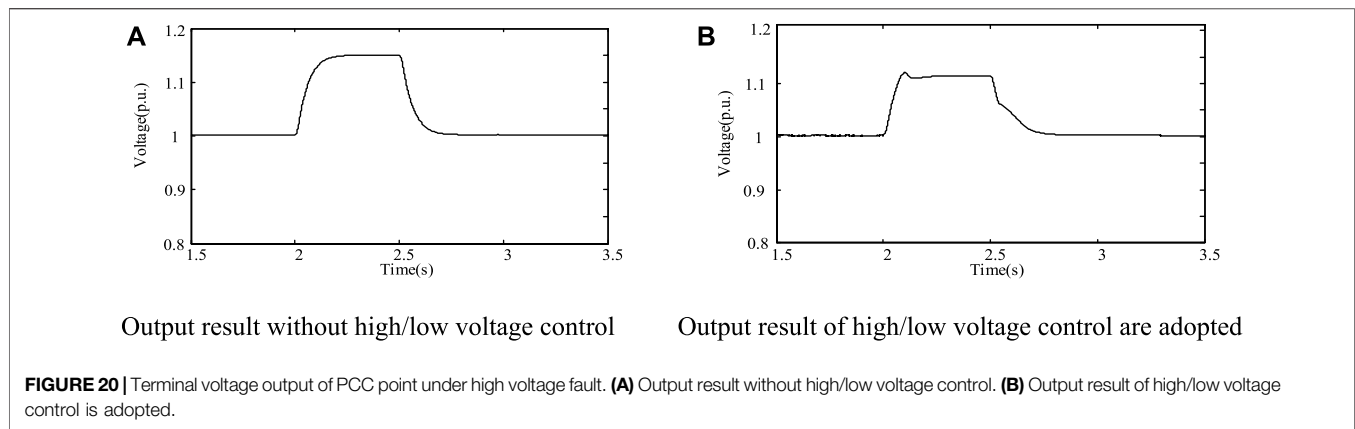 A
B
1.2
1.1
1
0.9
0.8
Voltage(p.u.)
1.5
2
2.5
3
3.5
Time(s)
1.2
1.1
1
0.9
0.8
Voltage(p.u.)
1.5
2
2.5
3
3.5
Time(s)
Output result without high/low voltage control
Output result of high/low voltage control are adopted
FIGURE 20 | Terminal voltage output of PCC point under high voltage fault. (A) Output result without high/low voltage control. (B) Output result of high/low voltage
control is adopted.